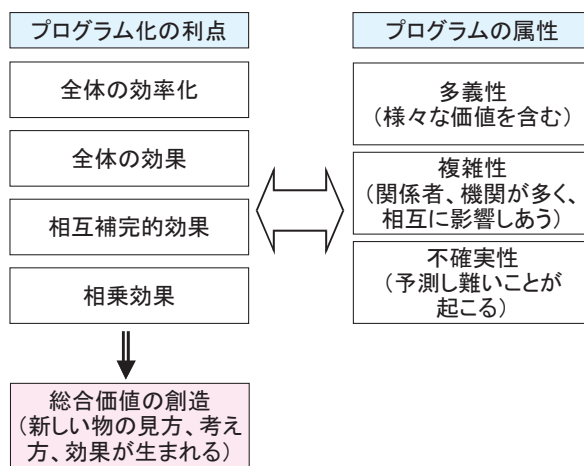 プログラム化の利点
全体の効率化
全体の効果
相互補完的効果
相乗効果
総合価値の創造
(新しい物の見方、考え
方、効果が生まれる)
プログラムの属性
多義性
(様々な価値を含む)
複雑性
(関係者、機関が多く、
相互に影響しあう)
不確実性
(予測し難いことが
起こる)